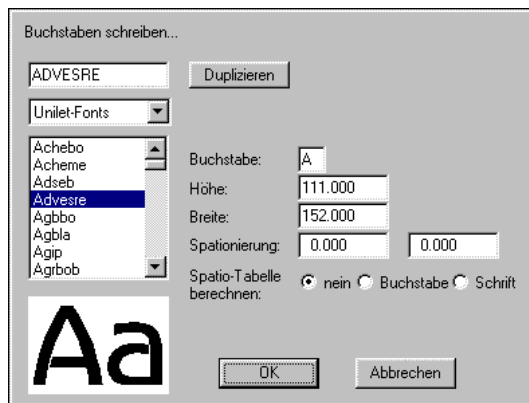 Buchstaben schreiben...
ADVESRE
Duplizieren
Unilet-Fonts
Achebo
Acheme
Adseb
Advesre
Agbbo
Agbla
Agip
Agrbob
Buchstabe: A
Höhe: 111.000
Breite: 152.000
Spationierung: 0.000 0.000
Spatio-Tabelle
berechnen: nein Buchstabe Schrift
Aa
OK Abbrechen